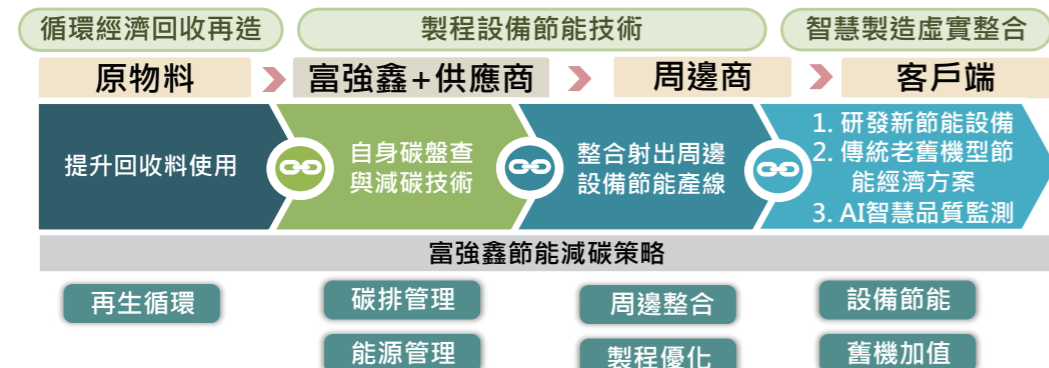 循環經濟回收再造
製程設備節能技術
智慧製造虛實整合
原物料
富強鑫+供應商
周邊商
客戶端
提升回收料使用
自身碳盤查
與減碳技術
整合射出周邊
設備節能產線
1. 研發新節能設備
2. 傳統老舊機型節
能經濟方案
3. AI智慧品質監測
富強鑫節能減碳策略
再生循環
碳排管理
周邊整合
設備節能
能源管理
製程優化
舊機加值